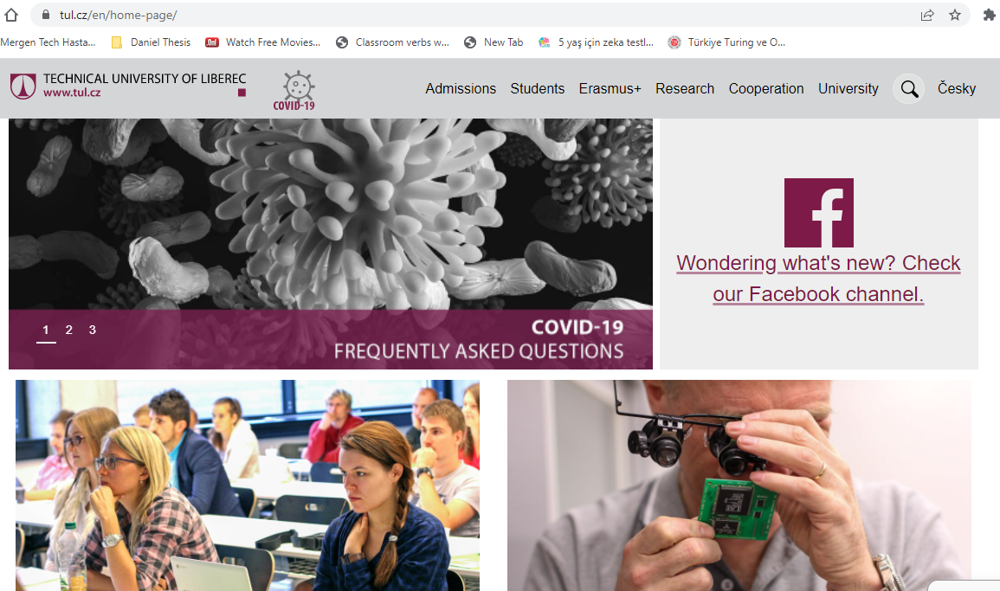 tul.cz/en/home-page/
Mergen Tech Hasta... Daniel Thesis Watch Free Movies... Classroom verbs w... New Tab 5 yaş için zeka testl... Türkiye Turing ve O...
TECHNICAL UNIVERSITY OF LIBEREC
www.tul.cz
COVID-19
Admissions Students Erasmus+ Research Cooperation University Česky
Wondering what's new? Check
our Facebook channel.
1 2 3
COVID-19
FREQUENTLY ASKED QUESTIONS